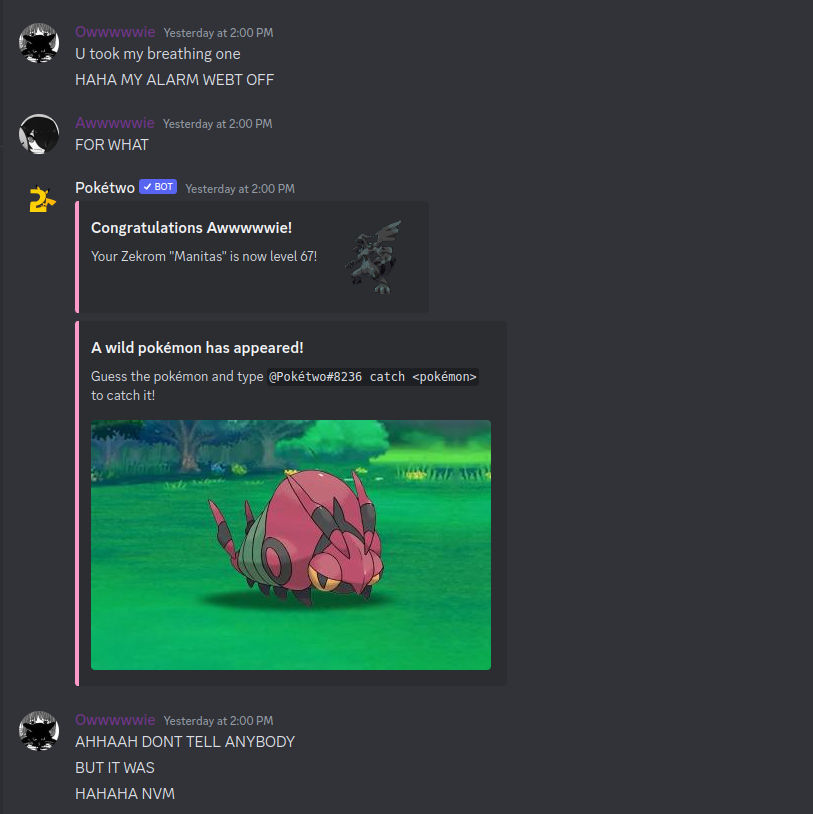 Owwwwwie Yesterday at 2:00 PM
U took my breathing one
HAHA MY ALARM WEBT OFF
Awwwwwie Yesterday at 2:00 PM
FOR WHAT
Pokétwo ✓ BOT Yesterday at 2:00 PM
Congratulations Awwwwwie!
Your Zekrom "Manitas" is now level 67!
A wild pokémon has appeared!
Guess the pokémon and type @Pokétwo#8236 catch <pokémon>
to catch it!
Owwwwwie Yesterday at 2:00 PM
AHHAAH DONT TELL ANYBODY
BUT IT WAS
HAHAHA NVM